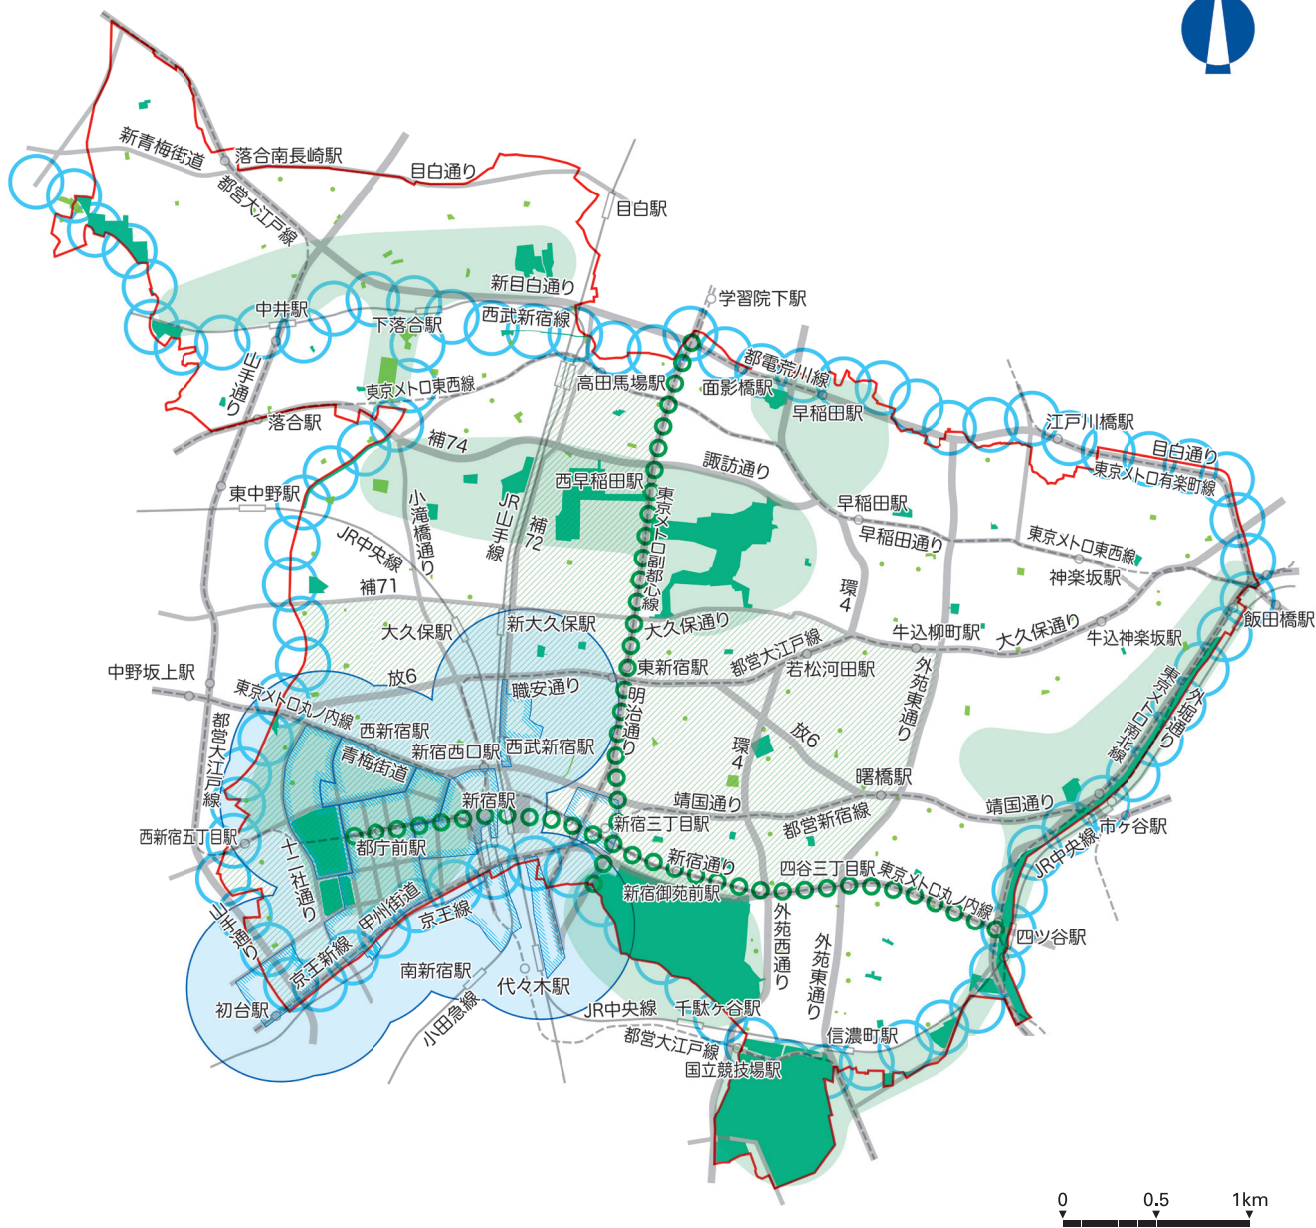 新青梅街道
落合南長崎駅
目白通り
都営大江戸線
目白駅
新目白通り
学習院下駅
中井駅
下落合駅
西武新宿線
山手通り
東京メトロ東西線
高田馬場駅
面影橋駅
都電荒川線
早稲田駅
落合駅
補74
江戸川橋駅
目白通り
東京メトロ有楽町線
諏訪通り
西早稲田駅
東中野駅
小滝橋通り
JR山手線
補72
東京メトロ副都心線
早稲田駅
早稲田通り
東京メトロ東西線
神楽坂駅
JR中央線
補71
環4
飯田橋駅
大久保駅
新大久保駅
大久保通り
牛込柳町駅
大久保通り
牛込神楽坂駅
都営大江戸線
若松河田駅
東新宿駅
中野坂上駅
放6
職安通り
明治通り
外苑東通り
東京メトロ南北線
外堀通り
東京メトロ丸ノ内線
西新宿駅
新宿西口駅
西武新宿駅
青梅街道
都営大江戸線
環4
放6
曙橋駅
新宿駅
靖国通り
靖国通り
都営新宿線
市ヶ谷駅
西新宿五丁目駅
都庁前駅
新宿三丁目駅
JR中央線
十二社通り
新宿通り
四谷三丁目駅
東京メトロ丸ノ内線
新宿御苑前駅
甲州街道
京王線
山手通り
京王新線
外苑西通り
外苑東通り
四ツ谷駅
南新宿駅
代々木駅
初台駅
小田急線
JR中央線
千駄ヶ谷駅
都営大江戸線
信濃町駅
国立競技場駅
0 0.5 1km